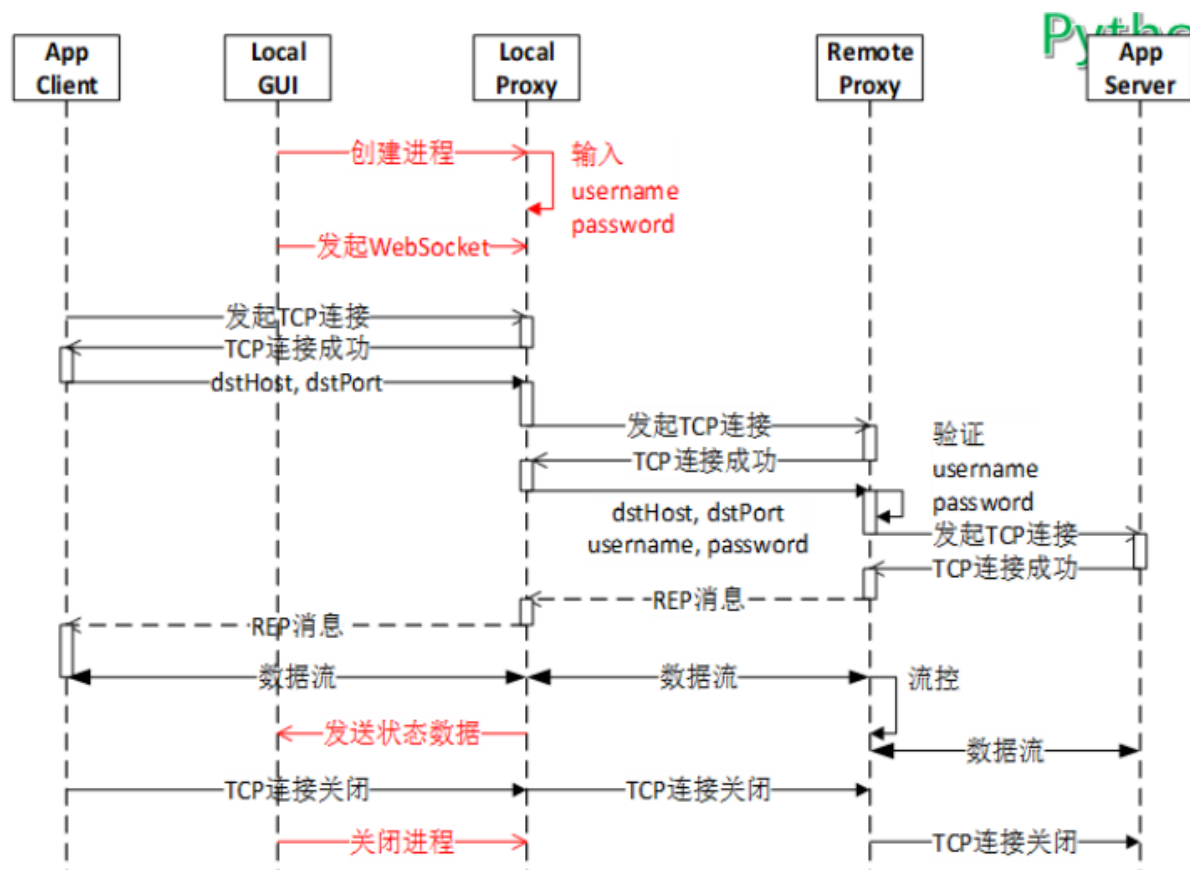 Pytho
App
Client
Local
GUI
Local
Proxy
Remote
Proxy
App
Server
创建进程
输入
username
password
发起WebSocket
发起TCP连接
TCP连接成功
dstHost, dstPort
发起TCP连接
TCP连接成功
验证
username
password
dstHost, dstPort
username, password
发起TCP连接
TCP连接成功
REP消息
REP消息
数据流
数据流
流控
发送状态数据
数据流
TCP连接关闭
TCP连接关闭
关闭进程
TCP连接关闭